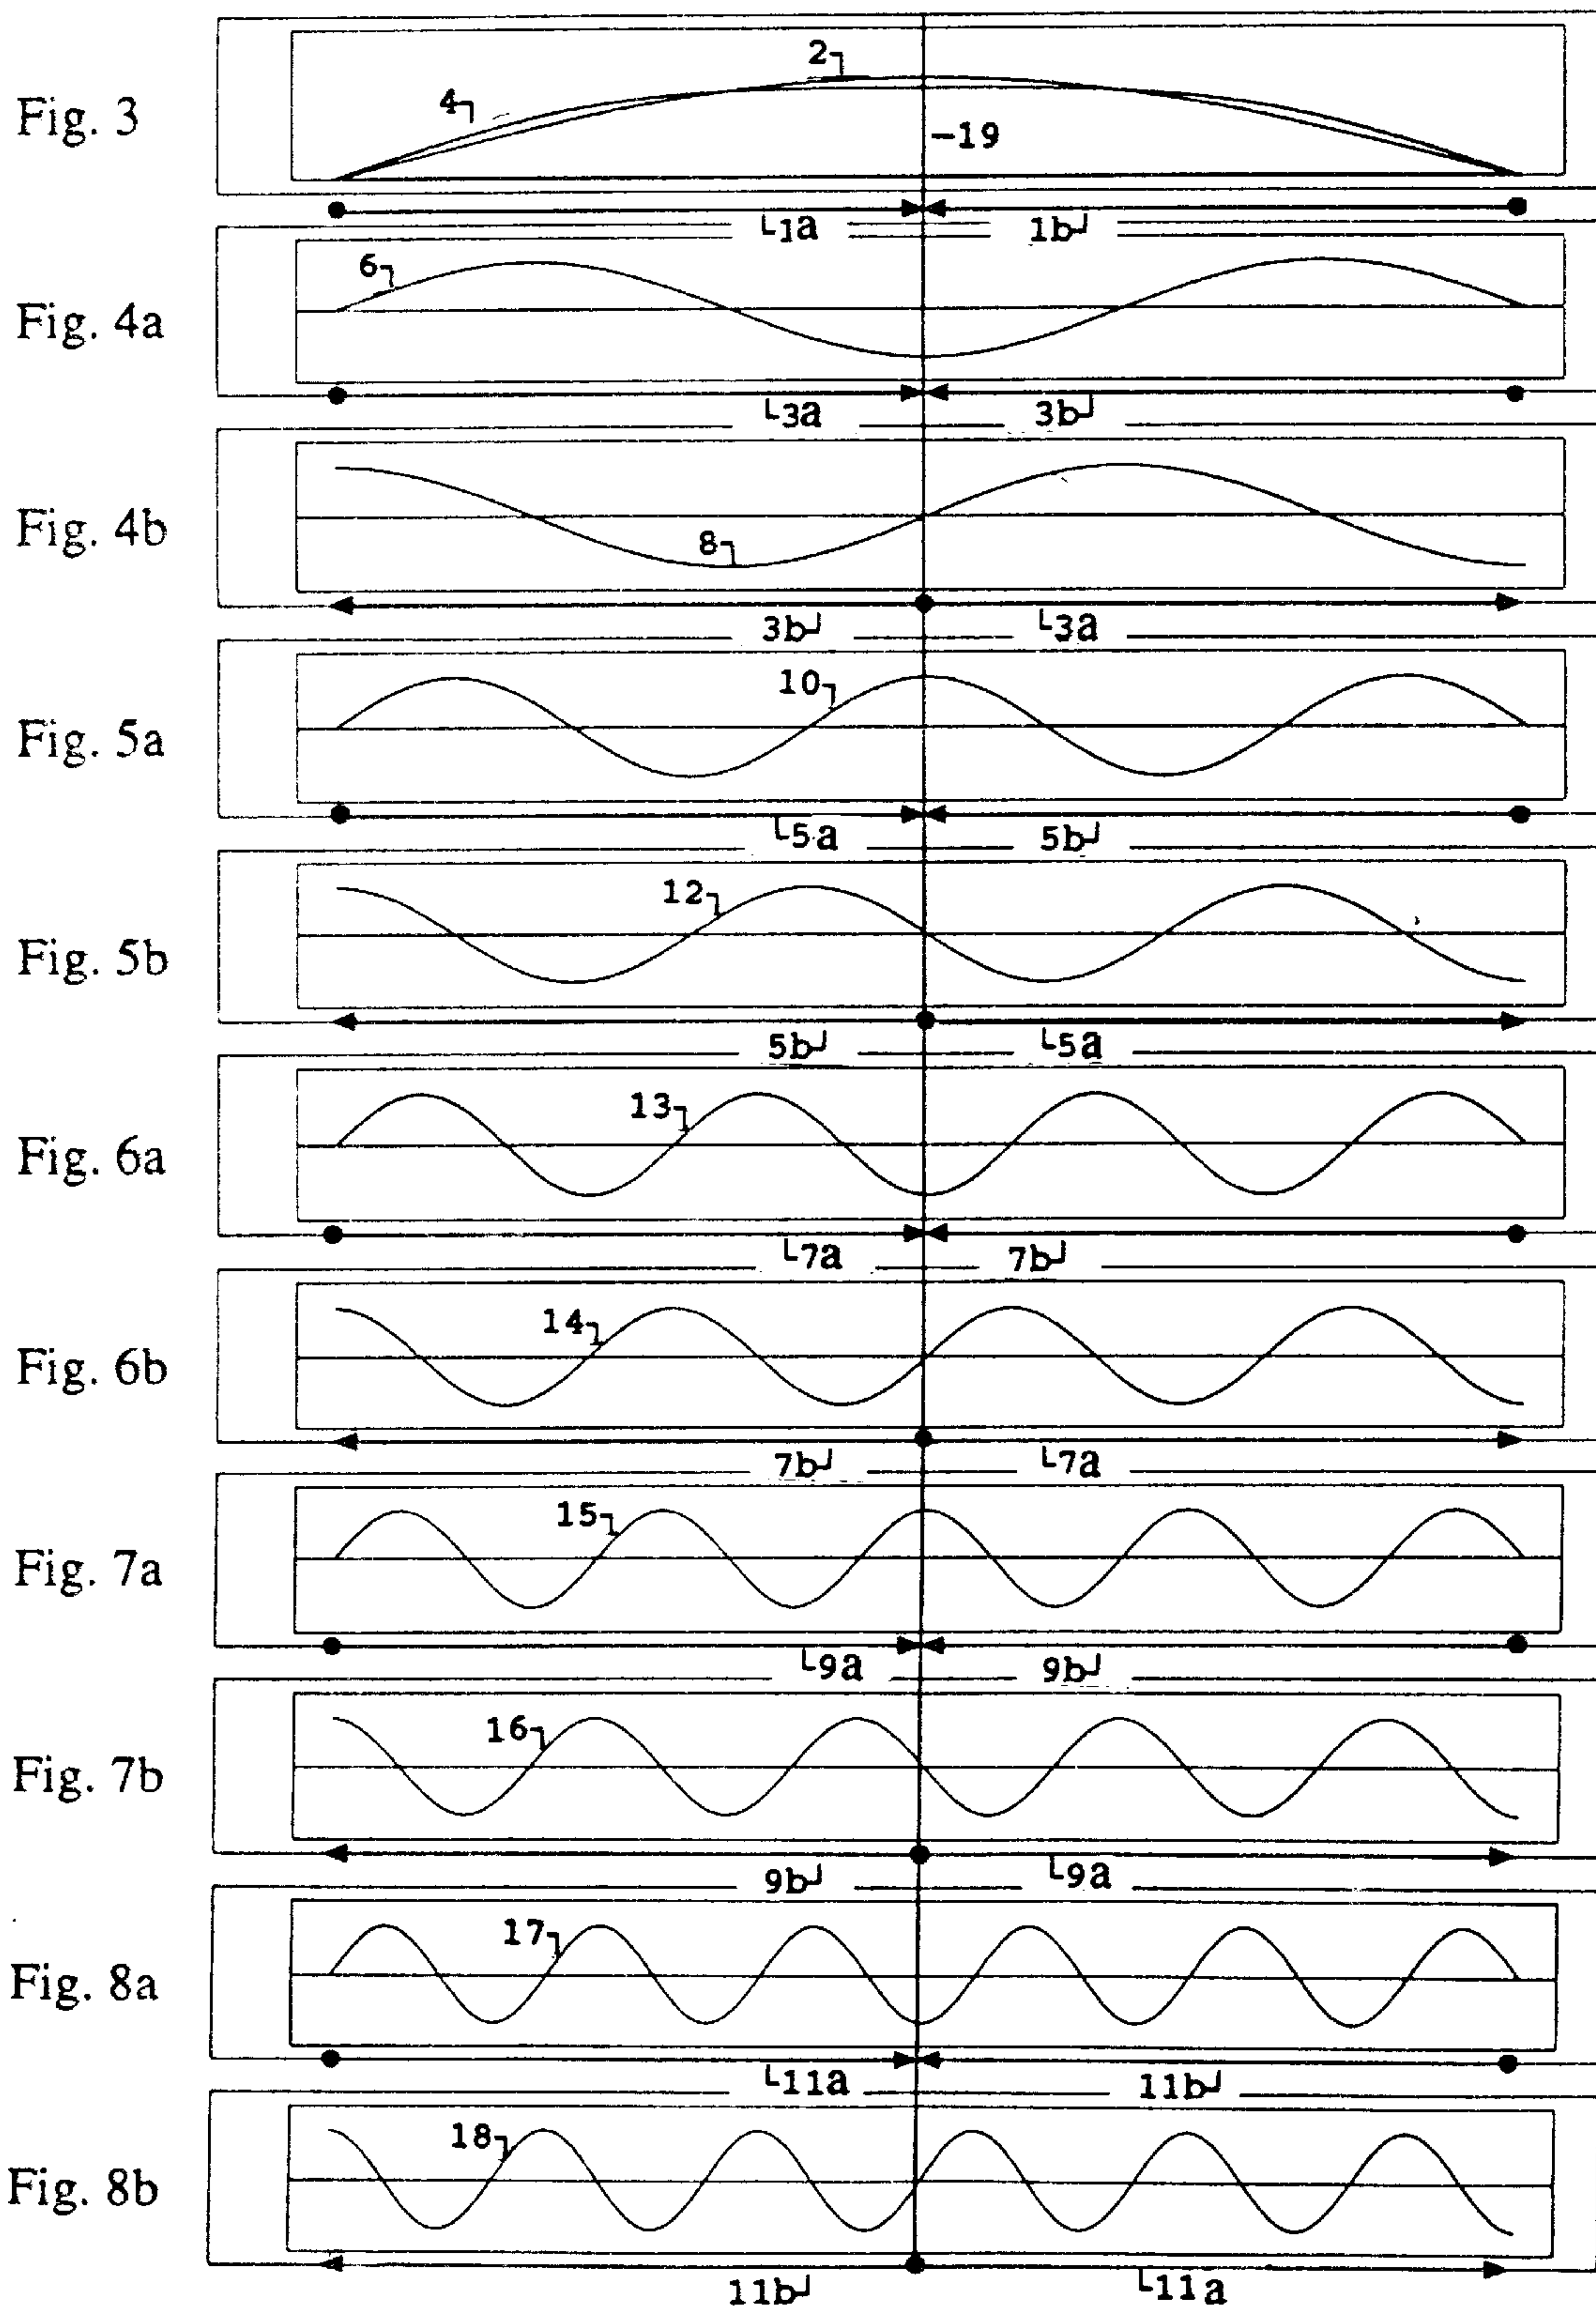 2
4
Fig. 3
-19
1a 1b
6
Fig. 4a
3a 3b
Fig. 4b
8
3b 3a
10
Fig. 5a
5a 5b
12
Fig. 5b
5b 5a
13
Fig. 6a
7a 7b
14
Fig. 6b
7b 7a
15
Fig. 7a
9a 9b
16
Fig. 7b
9b 9a
17
Fig. 8a
11a 11b
18
Fig. 8b
11b 11a